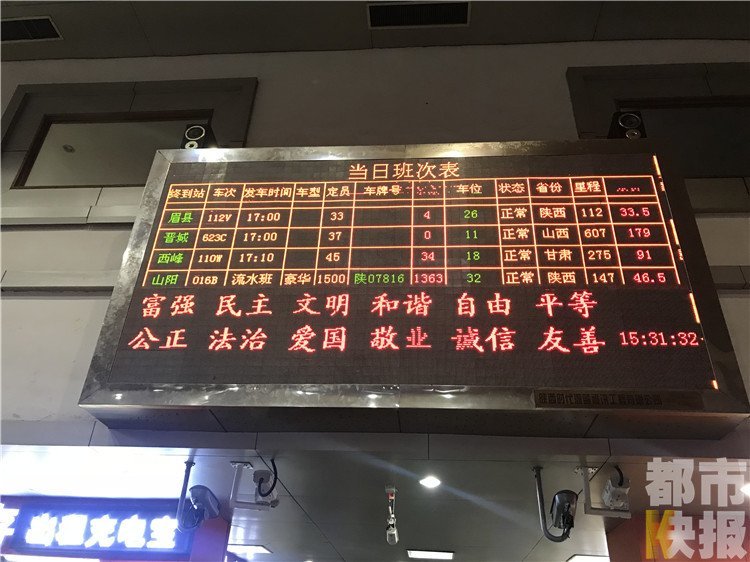 当日班次表
终到站 车次 发车时间 车型 定员 车牌号 车位 状态 省份 里程
眉县 112V 17:00 33 4 26 正常 陕西 112 33.5
晋城 623C 17:00 37 0 11 正常 山西 607 179
西峰 110W 17:10 45 34 18 正常 甘肃 275 91
山阳 016B 流水班 豪华 1500 陕07816 1363 32 正常 陕西 147 46.5
富强 民主 文明 和谐 自由 平等
公正 法治 爱国 敬业 诚信 友善 15:31:32
出租充电宝
都市快报